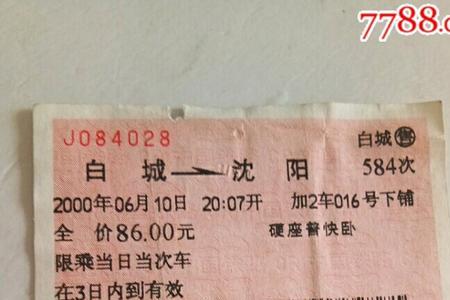 7788.c
J084028
白城㊄
白 城 → 沈 阳 584次
2000年06月10日 20:07开 加2车016号下铺
全 价86.00元 硬座普快卧
限乘当日当次车
在3日内到有效